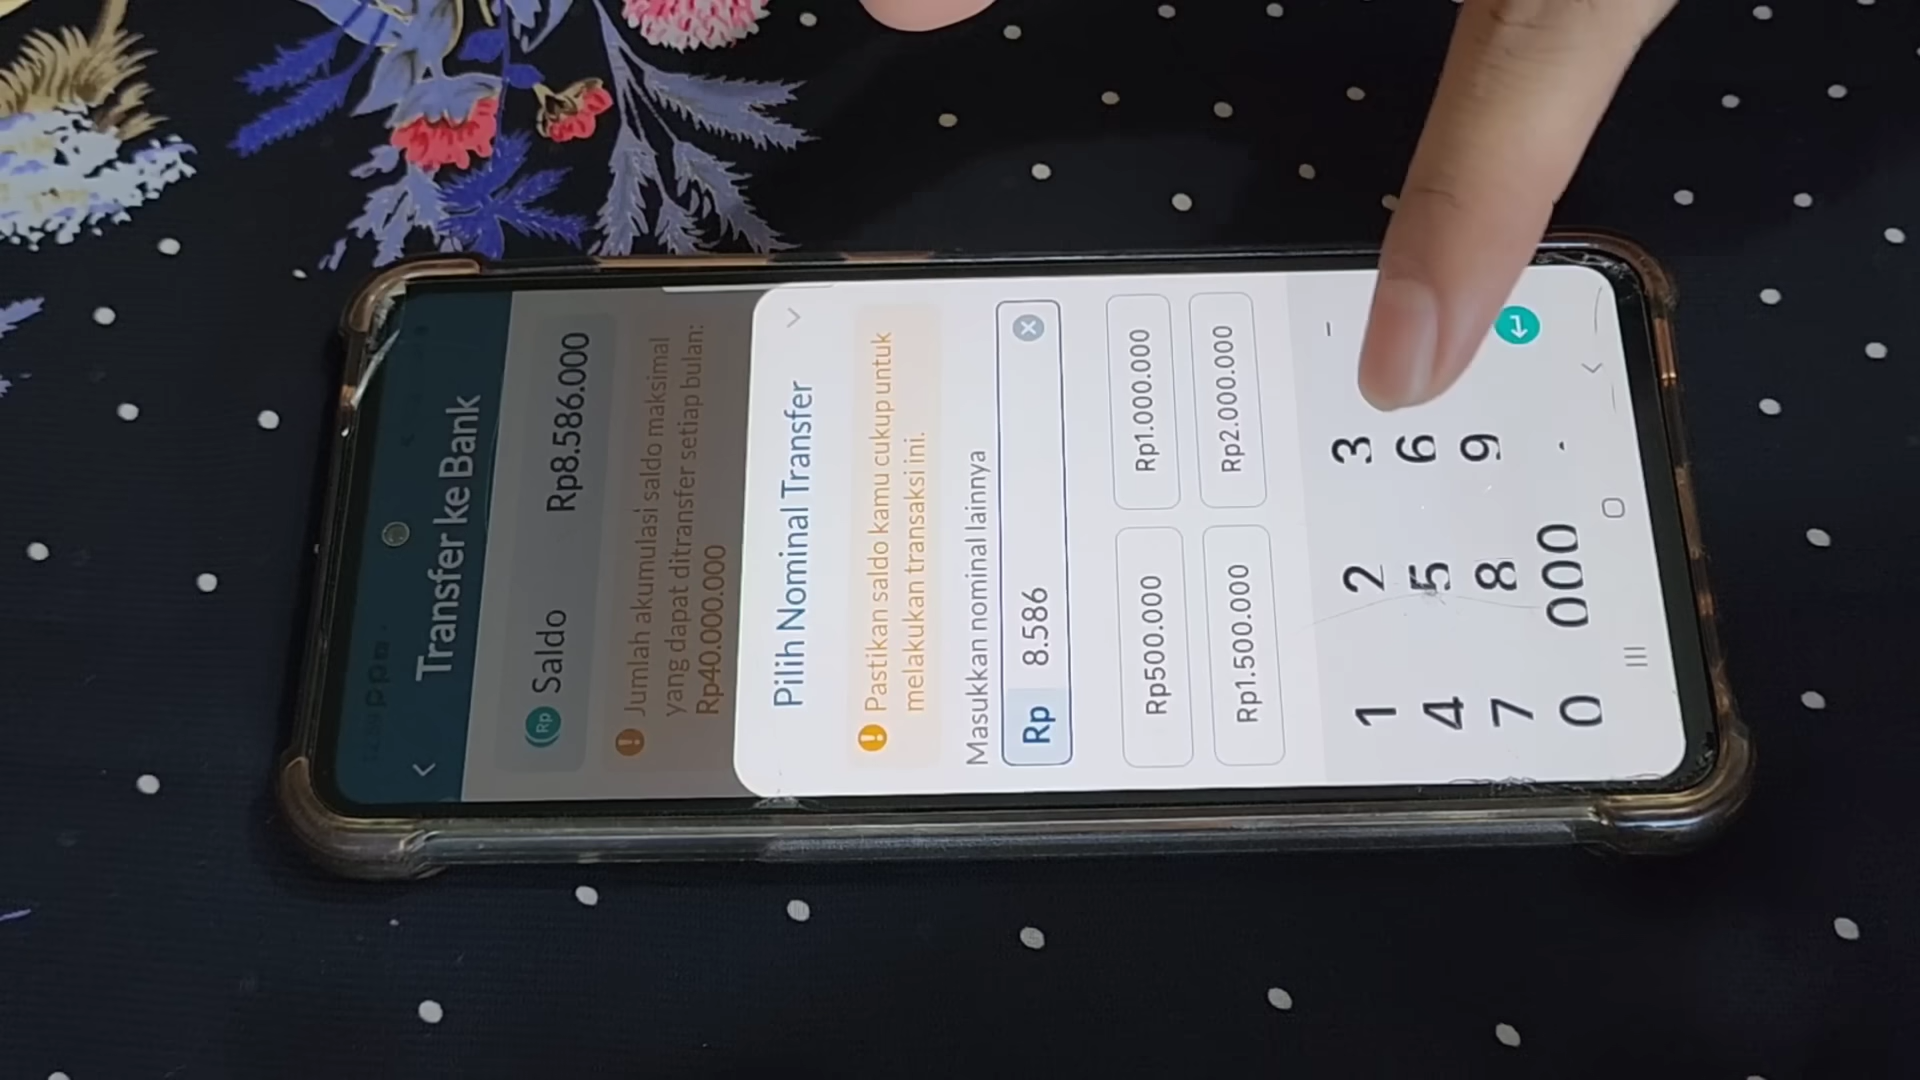 Transfer ke Bank
Rp Saldo Rp8.586.000
Jumlah akumulasi saldo maksimal
yang dapat ditransfer setiap bulan:
Rp40.000.000
Pilih Nominal Transfer
Pastikan saldo kamu cukup untuk
melakukan transaksi ini.
Masukkan nominal lainnya
Rp 8.586
Rp500.000 Rp1.000.000
Rp1.500.000 Rp2.000.000
1 2 3 -
4 5 6
7 8 9
0 000 .